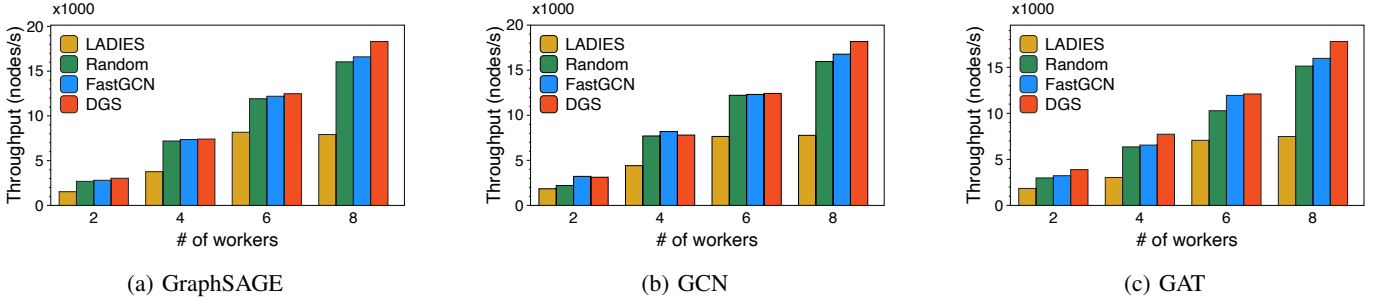 x1000
Throughput (nodes/s)
20
15
10
5
0
LADIES
Random
FastGCN
DGS
2 4 6 8
# of workers
(a) GraphSAGE
x1000
Throughput (nodes/s)
20
15
10
5
0
LADIES
Random
FastGCN
DGS
2 4 6 8
# of workers
(b) GCN
x1000
Throughput (nodes/s)
15
10
5
0
LADIES
Random
FastGCN
DGS
2 4 6 8
# of workers
(c) GAT